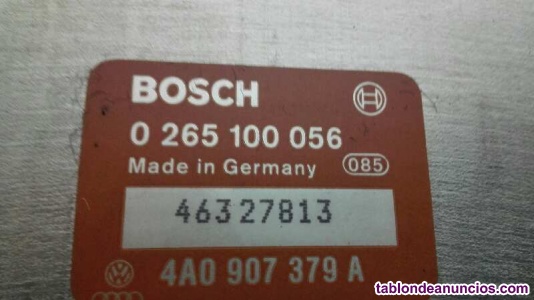 BOSCH
0 265 100 056
Made in Germany 085
46327813
4A0 907 379 A
tablondeanuncios.com